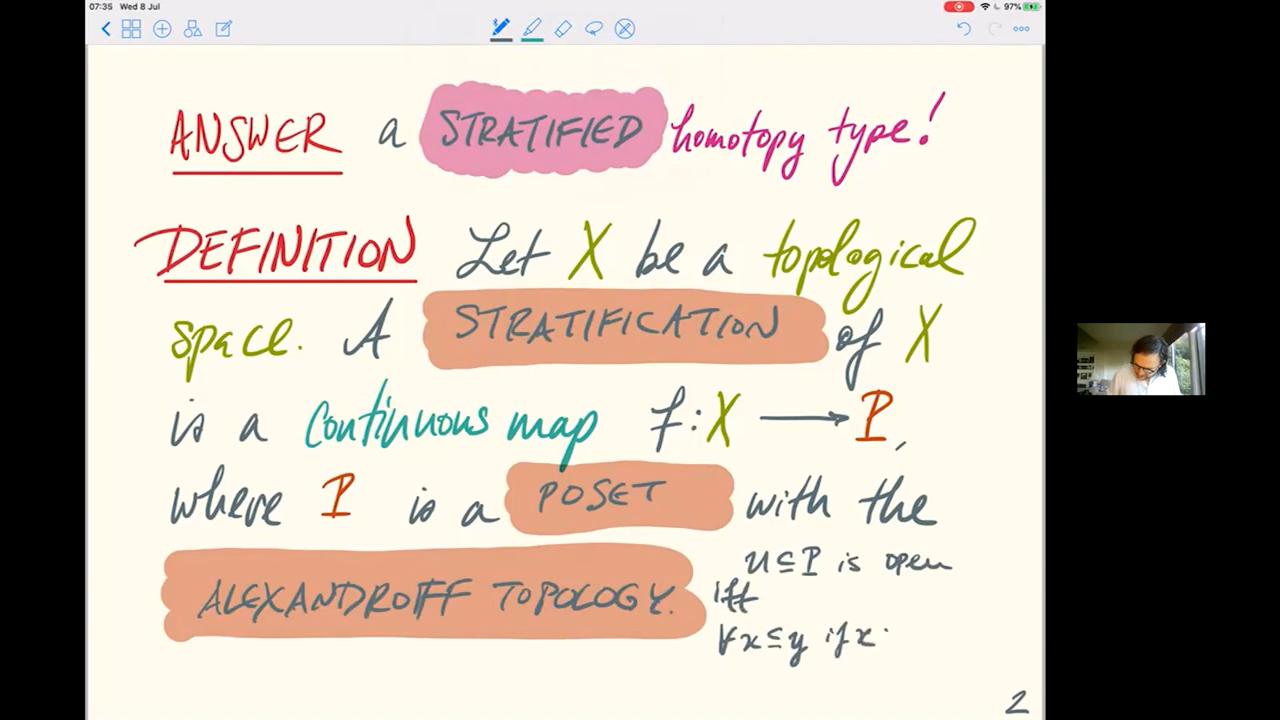 07:35 Wed 8 Jul
97%
ANSWER a STRATIFIED homotopy type!
DEFINITION Let X be a topological
space. A STRATIFICATION of X
is a continuous map f: X ⟶ P,
where P is a POSET with the
ALEXANDROFF TOPOLOGY.
U ⊆ P is open
iff
∀x ≤ y if x
2